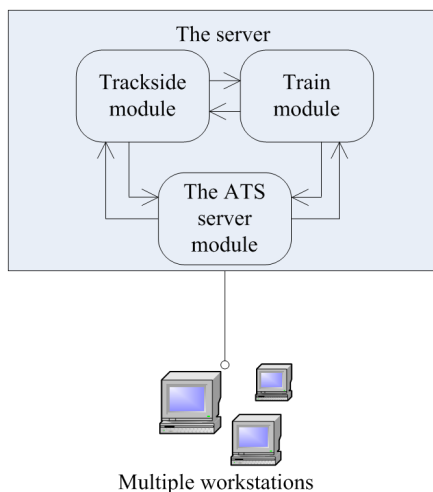 The server
Trackside
module
Train
module
The ATS
server
module
Multiple workstations